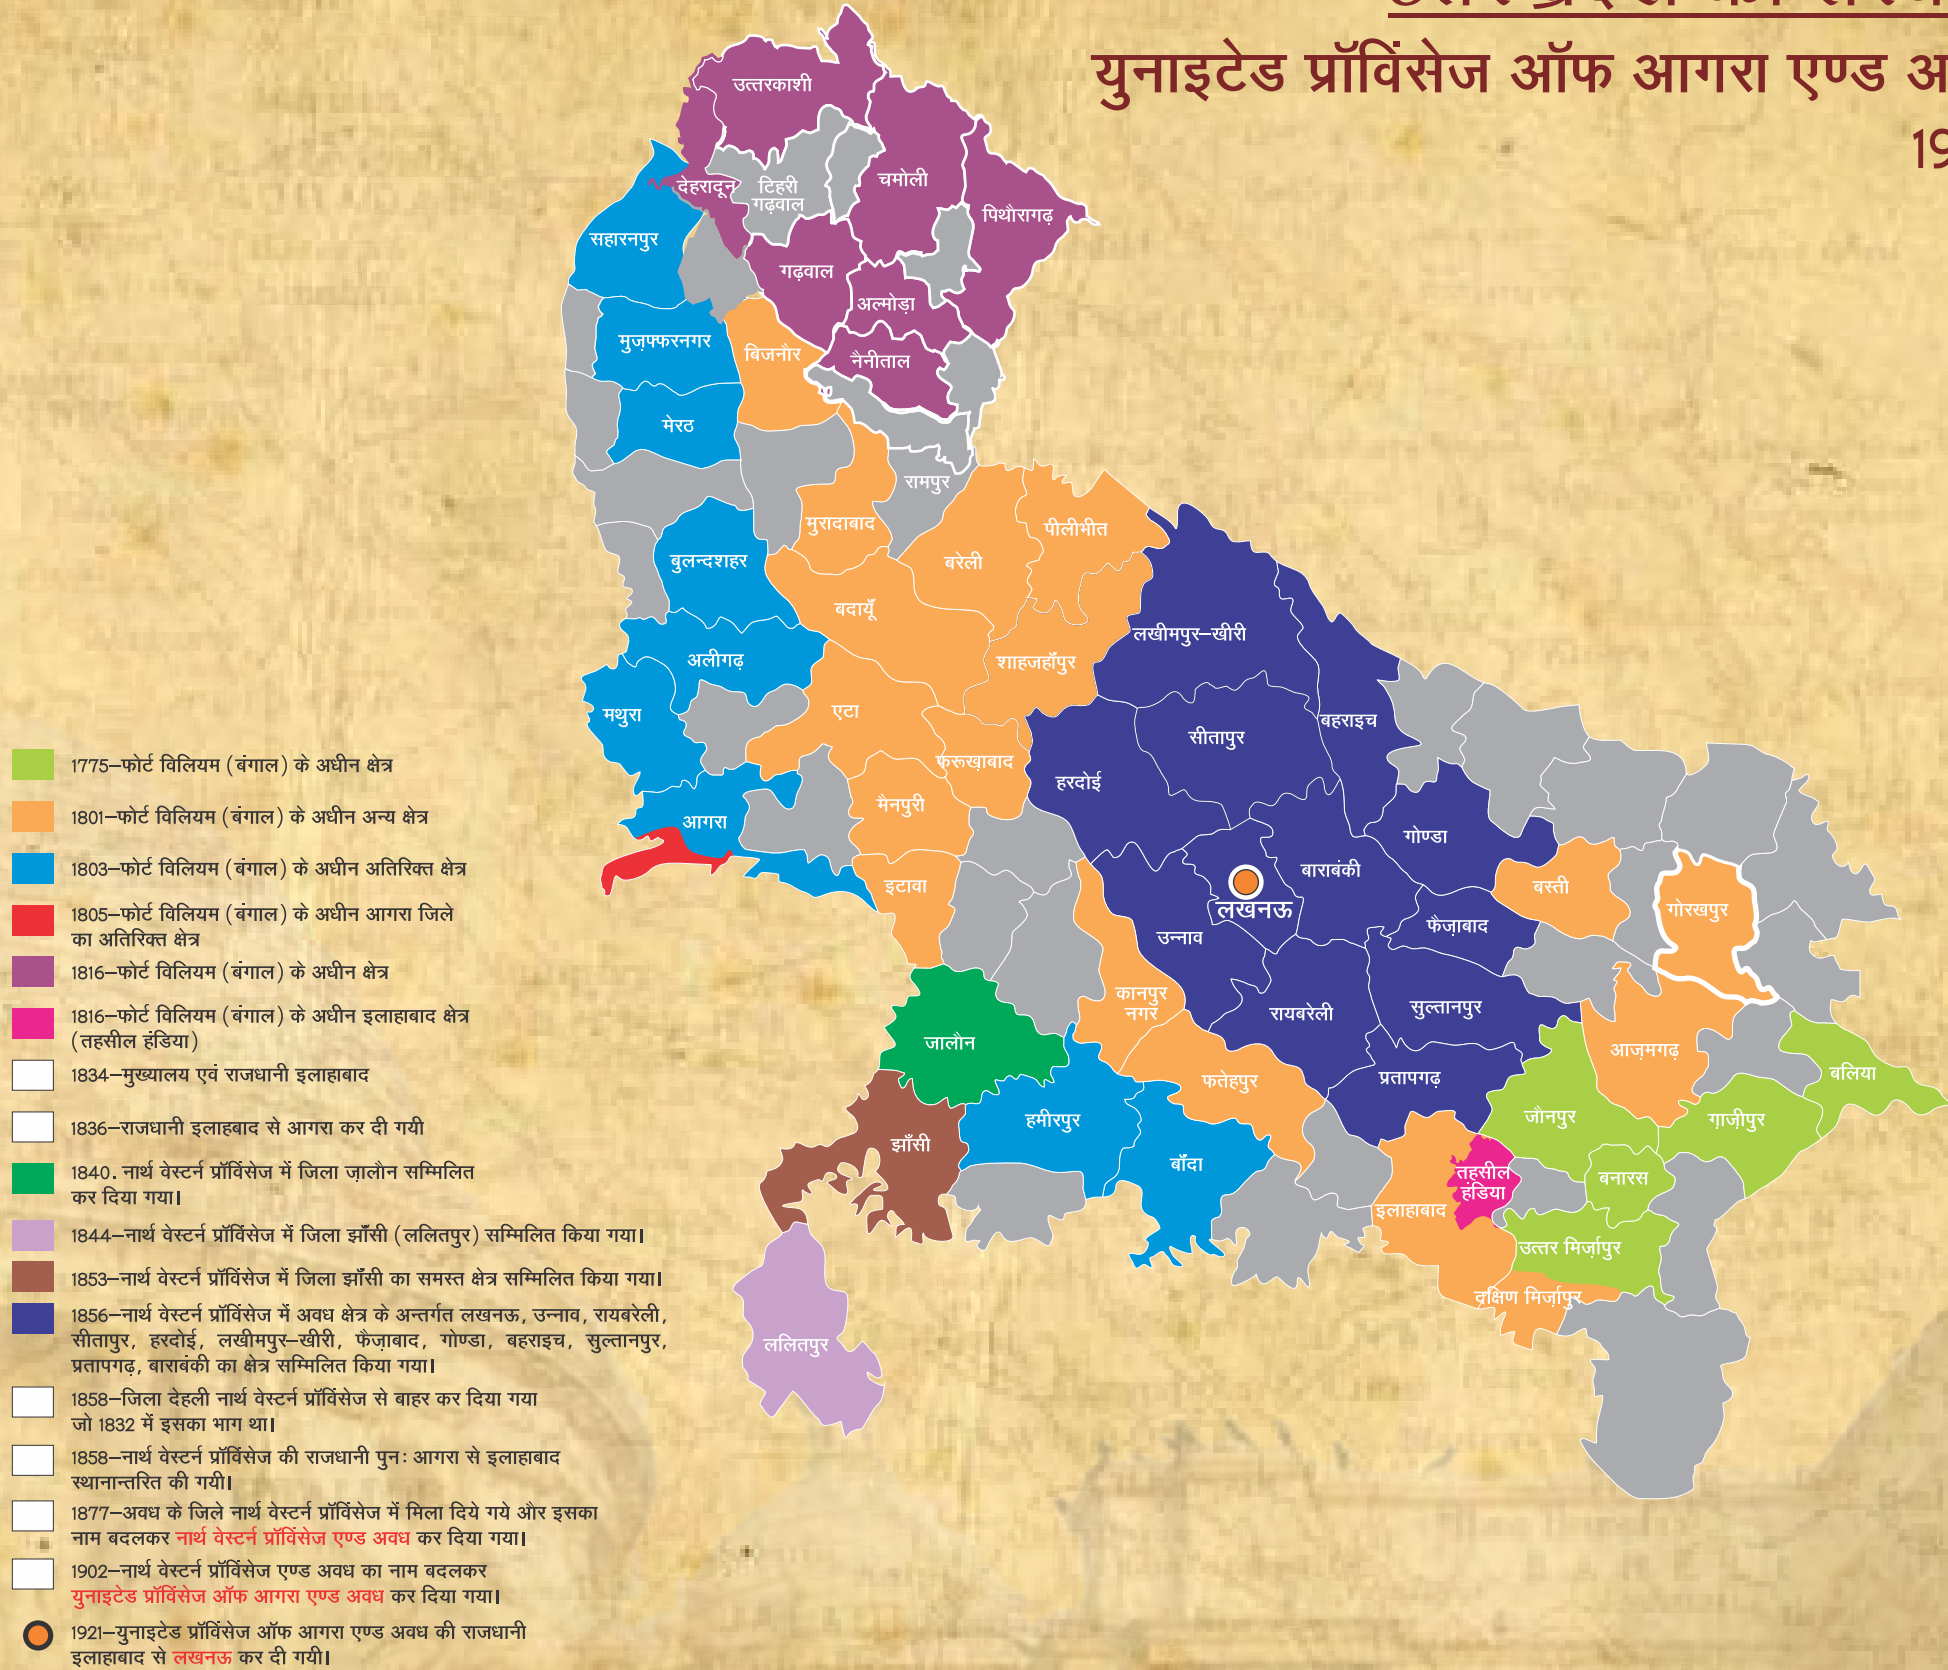 युनाइटेड प्रॉविंसेज ऑफ आगरा एण्ड अ
19
उत्तरकाशी
देहरादून
टिहरी
गढ़वाल
चमोली
पिथौरागढ़
सहारनपुर
गढ़वाल
अल्मोड़ा
मुज़फ्फरनगर
बिजनौर
नैनीताल
मेरठ
रामपुर
मुरादाबाद
पीलीभीत
बुलन्दशहर
बरेली
बदायूँ
लखीमपुर–खीरी
अलीगढ़
शाहजहाँपुर
मथुरा
एटा
बहराइच
सीतापुर
फरूख़ाबाद
हरदोई
मैनपुरी
आगरा
गोण्डा
बाराबंकी
इटावा
बस्ती
लखनऊ
गोरखपुर
फैज़ाबाद
उन्नाव
कानपुर
नगर
रायबरेली
सुल्तानपुर
जालौन
आज़मगढ़
बलिया
फतेहपुर
प्रतापगढ़
हमीरपुर
जौनपुर
ग़ाज़ीपुर
झाँसी
बाँदा
तहसील
हंडिया
बनारस
इलाहाबाद
उत्तर मिर्ज़ापुर
दक्षिण मिर्ज़ापुर
ललितपुर
1775–फोर्ट विलियम (बंगाल) के अधीन क्षेत्र
1801–फोर्ट विलियम (बंगाल) के अधीन अन्य क्षेत्र
1803–फोर्ट विलियम (बंगाल) के अधीन अतिरिक्त क्षेत्र
1805–फोर्ट विलियम (बंगाल) के अधीन आगरा जिले
का अतिरिक्त क्षेत्र
1816–फोर्ट विलियम (बंगाल) के अधीन क्षेत्र
1816–फोर्ट विलियम (बंगाल) के अधीन इलाहाबाद क्षेत्र
(तहसील हंडिया)
1834–मुख्यालय एवं राजधानी इलाहाबाद
1836–राजधानी इलाहबाद से आगरा कर दी गयी
1840. नार्थ वेस्टर्न प्रॉविंसेज में जिला ज़ालौन सम्मिलित
कर दिया गया।
1844–नार्थ वेस्टर्न प्रॉविंसेज में जिला झाँसी (ललितपुर) सम्मिलित किया गया।
1853–नार्थ वेस्टर्न प्रॉविंसेज में जिला झाँसी का समस्त क्षेत्र सम्मिलित किया गया।
1856–नार्थ वेस्टर्न प्रॉविंसेज में अवध क्षेत्र के अन्तर्गत लखनऊ, उन्नाव, रायबरेली,
सीतापुर, हरदोई, लखीमपुर–खीरी, फेज़ाबाद, गोण्डा, बहराइच, सुल्तानपुर,
प्रतापगढ़, बाराबंकी का क्षेत्र सम्मिलित किया गया।
1858–जिला देहली नार्थ वेस्टर्न प्रॉविंसेज से बाहर कर दिया गया
जो 1832 में इसका भाग था।
1858–नार्थ वेस्टर्न प्रॉविंसेज की राजधानी पुनः आगरा से इलाहाबाद
स्थानान्तरित की गयी।
1877–अवध के जिले नार्थ वेस्टर्न प्रॉविंसेज में मिला दिये गये और इसका
नाम बदलकर नार्थ वेस्टर्न प्रॉविंसेज एण्ड अवध कर दिया गया।
1902–नार्थ वेस्टर्न प्रॉविंसेज एण्ड अवध का नाम बदलकर
युनाइटेड प्रॉविंसेज ऑफ आगरा एण्ड अवध कर दिया गया।
1921–युनाइटेड प्रॉविंसेज ऑफ आगरा एण्ड अवध की राजधानी
इलाहाबाद से लखनऊ कर दी गयी।